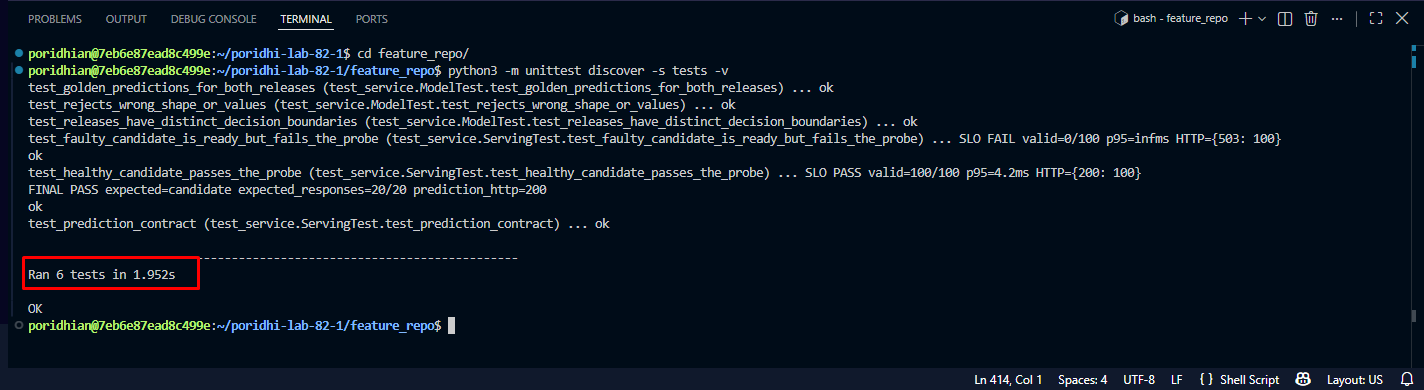 PROBLEMS OUTPUT DEBUG CONSOLE TERMINAL PORTS bash - feature_repo
poridhian@7eb6e87ead8c499e:~/poridhi-lab-82-1$ cd feature_repo/
poridhian@7eb6e87ead8c499e:~/poridhi-lab-82-1/feature_repo$ python3 -m unittest discover -s tests -v
test_golden_predictions_for_both_releases (test_service.ModelTest.test_golden_predictions_for_both_releases) ... ok
test_rejects_wrong_shape_or_values (test_service.ModelTest.test_rejects_wrong_shape_or_values) ... ok
test_releases_have_distinct_decision_boundaries (test_service.ModelTest.test_releases_have_distinct_decision_boundaries) ... ok
test_faulty_candidate_is_ready_but_fails_the_probe (test_service.ServingTest.test_faulty_candidate_is_ready_but_fails_the_probe) ... SLO FAIL valid=0/100 p95=infms HTTP={503: 100}
ok
test_healthy_candidate_passes_the_probe (test_service.ServingTest.test_healthy_candidate_passes_the_probe) ... SLO PASS valid=100/100 p95=4.2ms HTTP={200: 100}
FINAL PASS expected=candidate expected_responses=20/20 prediction_http=200
ok
test_prediction_contract (test_service.ServingTest.test_prediction_contract) ... ok
----------------------------------------------
Ran 6 tests in 1.952s
OK
poridhian@7eb6e87ead8c499e:~/poridhi-lab-82-1/feature_repo$
Ln 414, Col 1 Spaces: 4 UTF-8 LF { } Shell Script Layout: US